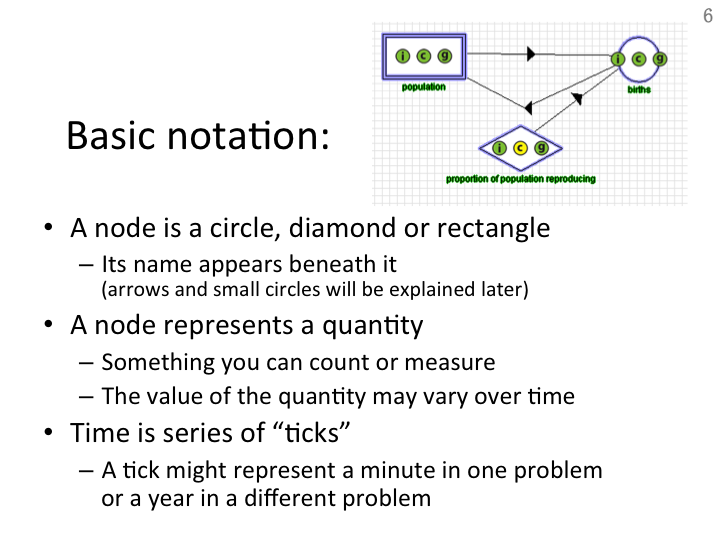 6
i c g
population
i c g
births
i c g
proportion of population reproducing
Basic notation:
• A node is a circle, diamond or rectangle
– Its name appears beneath it
(arrows and small circles will be explained later)
• A node represents a quantity
– Something you can count or measure
– The value of the quantity may vary over time
• Time is series of “ticks”
– A tick might represent a minute in one problem
or a year in a different problem